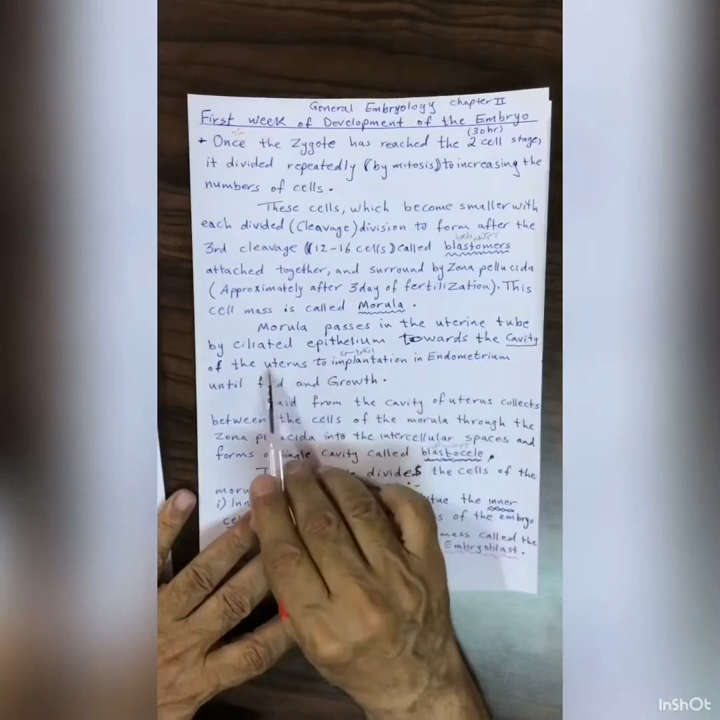 General Embryology chapter II
First week of Development of the Embryo
(30hr)
+ Once the Zygote has reached the 2 cell stage,
it divided repeatedly (by mitosis) to increasing the
numbers of cells.
These cells, which become smaller with
each divided (Cleavage) division to form after the
3rd cleavage (12-16 cells) called blastomers
attached together, and surround by Zona pellucida
(Approximately after 3day of fertilization). This
cell mass is called Morula.
Morula passes in the uterine tube
by ciliated epithelium towards the Cavity
of the uterus to implantation in Endometrium
until and Growth.
from the cavity of uterus collects
between the cells of the morula through the
Zona into the intercellular spaces and
forms cavity called blastocele.
divides the cells of the
i) the inner
of the embryo
mess called the
Embryoblast.
InShOt